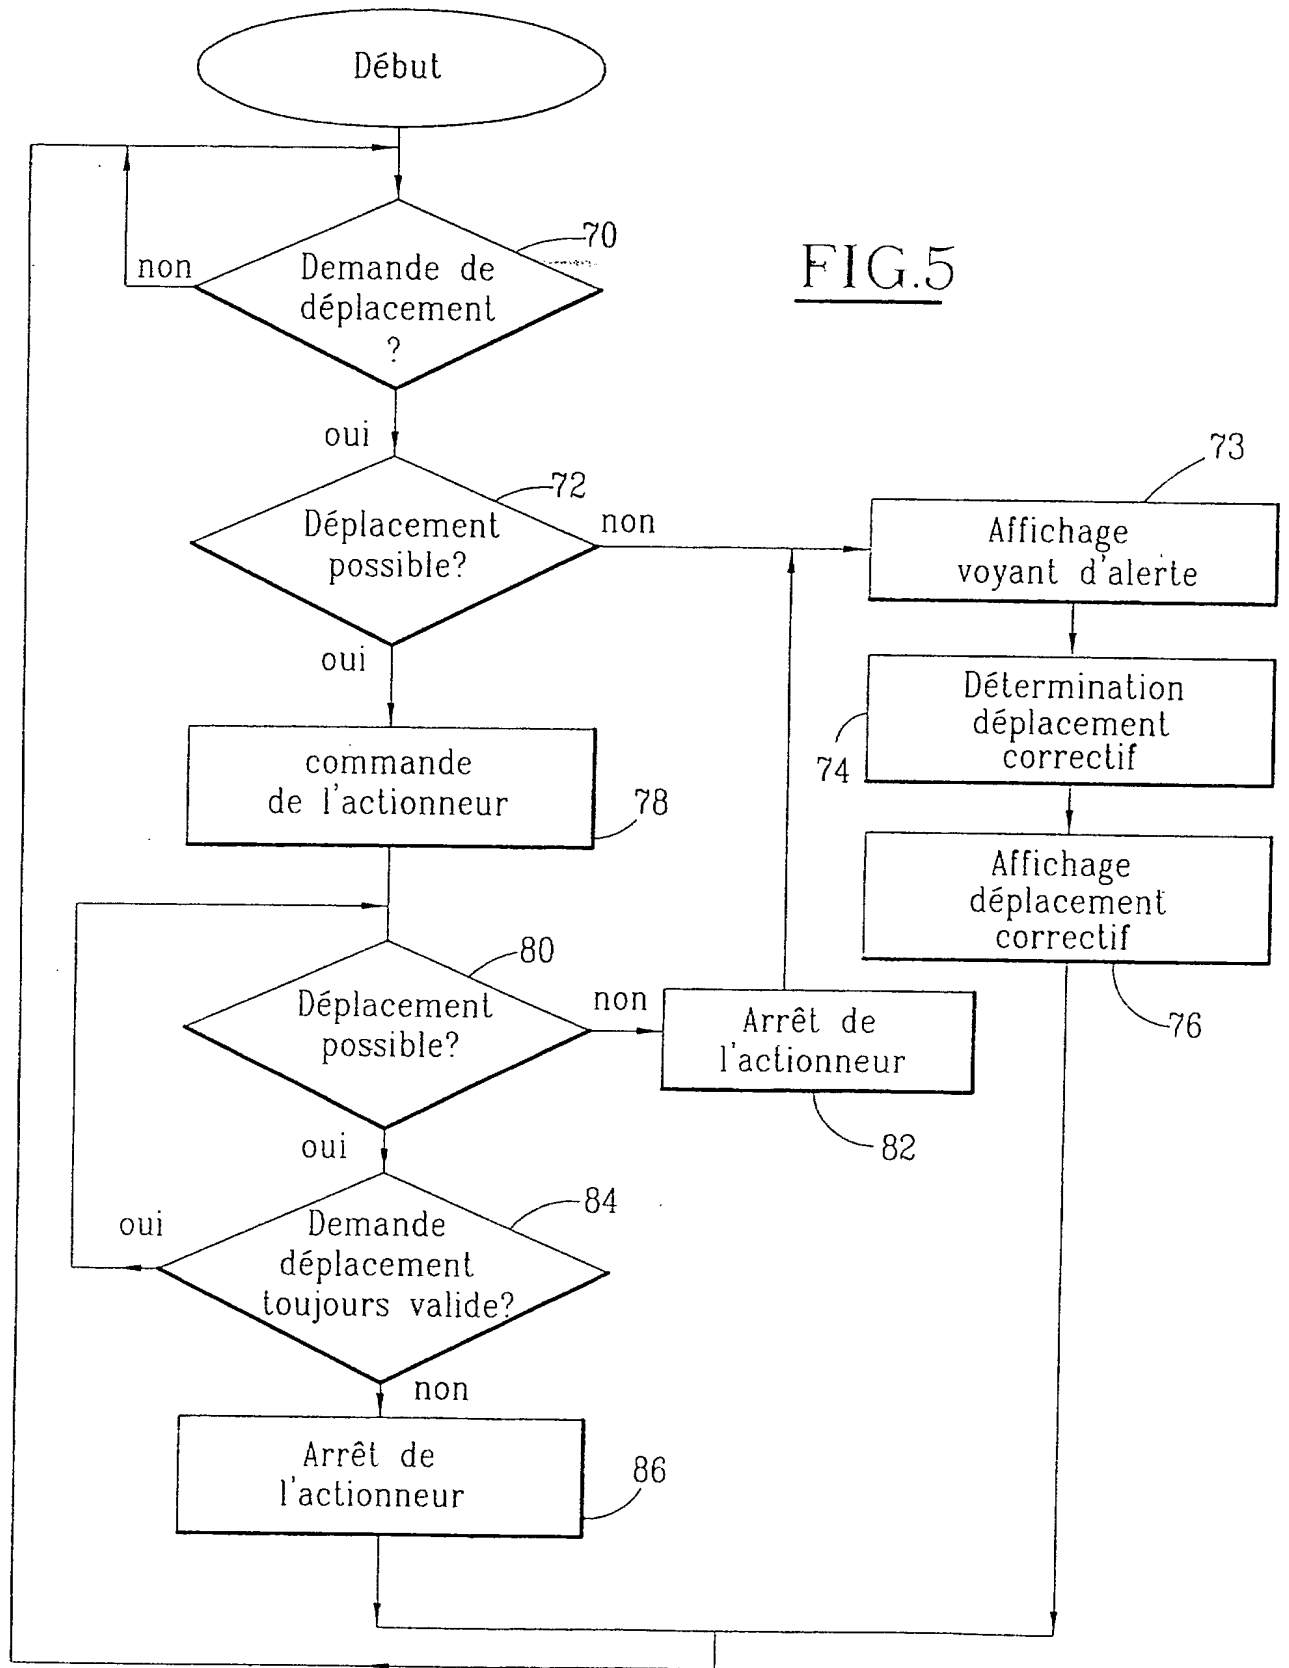 Début
70
FIG.5
non
Demande de
déplacement
?
oui
73
72
Déplacement
possible?
non
Affichage
voyant d'alerte
oui
Détermination
déplacement
correctif
74
commande
de l'actionneur
78
Affichage
déplacement
correctif
80
Déplacement
possible?
non
Arrêt de
l'actionneur
76
82
oui
84
oui
Demande
déplacement
toujours valide?
non
Arrêt de
l'actionneur
86